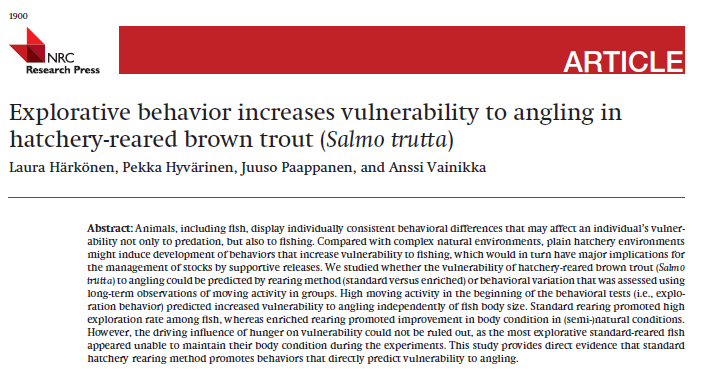 1900
NRC
Research Press
ARTICLE
Explorative behavior increases vulnerability to angling in
hatchery-reared brown trout (Salmo trutta)
Laura Härkönen, Pekka Hyvärinen, Juuso Paappanen, and Anssi Vainikka
Abstract: Animals, including fish, display individually consistent behavioral differences that may affect an individual's vulner-
ability not only to predation, but also to fishing. Compared with complex natural environments, plain hatchery environments
might induce development of behaviors that increase vulnerability to fishing, which would in turn have major implications for
the management of stocks by supportive releases. We studied whether the vulnerability of hatchery-reared brown trout (Salmo
trutta) to angling could be predicted by rearing method (standard versus enriched) or behavioral variation that was assessed using
long-term observations of moving activity in groups. High moving activity in the beginning of the behavioral tests (i.e., explo-
ration behavior) predicted increased vulnerability to angling independently of fish body size. Standard rearing promoted high
exploration rate among fish, whereas enriched rearing promoted improvement in body condition in (semi-)natural conditions.
However, the driving influence of hunger on vulnerability could not be ruled out, as the most explorative standard-reared fish
appeared unable to maintain their body condition during the experiments. This study provides direct evidence that standard
hatchery rearing method promotes behaviors that directly predict vulnerability to angling.